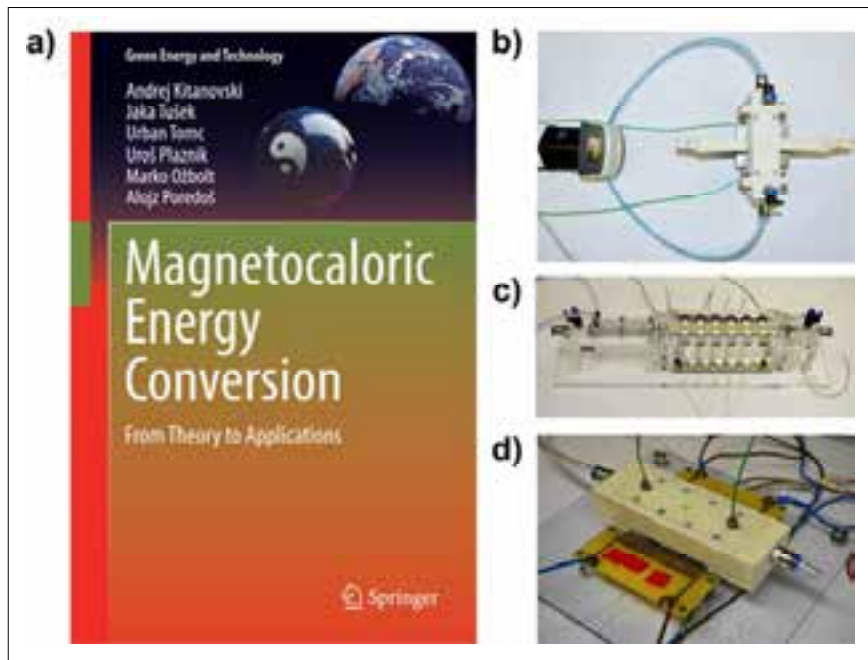 a)
Green Energy and Technology
Andrej Kitanovski
Jaka Tušek
Urban Tomc
Uroš Plaznik
Marko Ožbolt
Alojz Poredoš
Magnetocaloric
Energy
Conversion
From Theory to Applications
Springer
b)
c)
d)